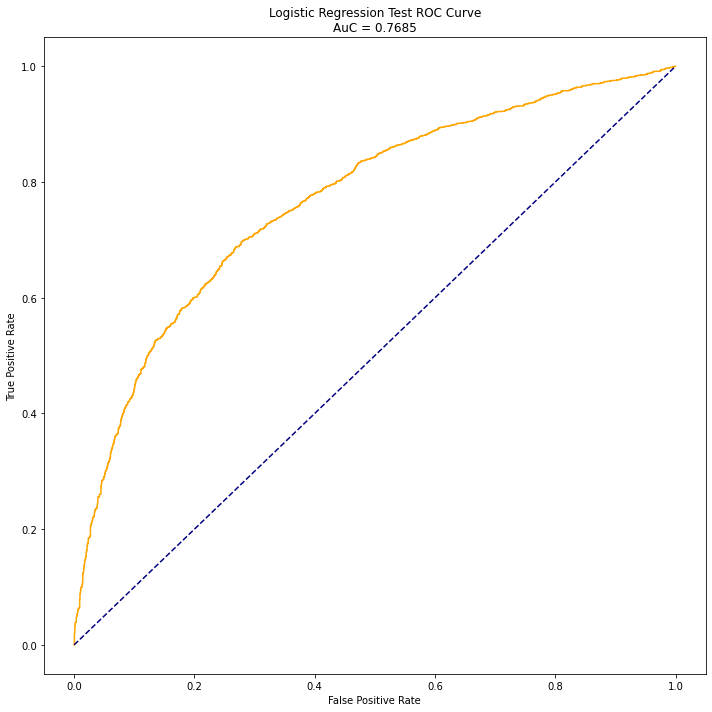 Logistic Regression Test ROC Curve
AuC = 0.7685
1.0
0.8
0.6
0.4
0.2
0.0
True Positive Rate
0.0 0.2 0.4 0.6 0.8 1.0
False Positive Rate